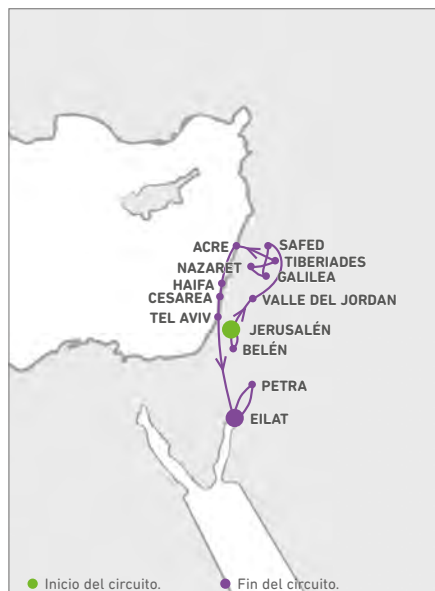 ACRE
SAFED
TIBERIADES
NAZARET
GALILEA
HAIFA
CESAREA
VALLE DEL JORDAN
TEL AVIV
JERUSALÉN
BELÉN
PETRA
EILAT
Inicio del circuito.
Fin del circuito.